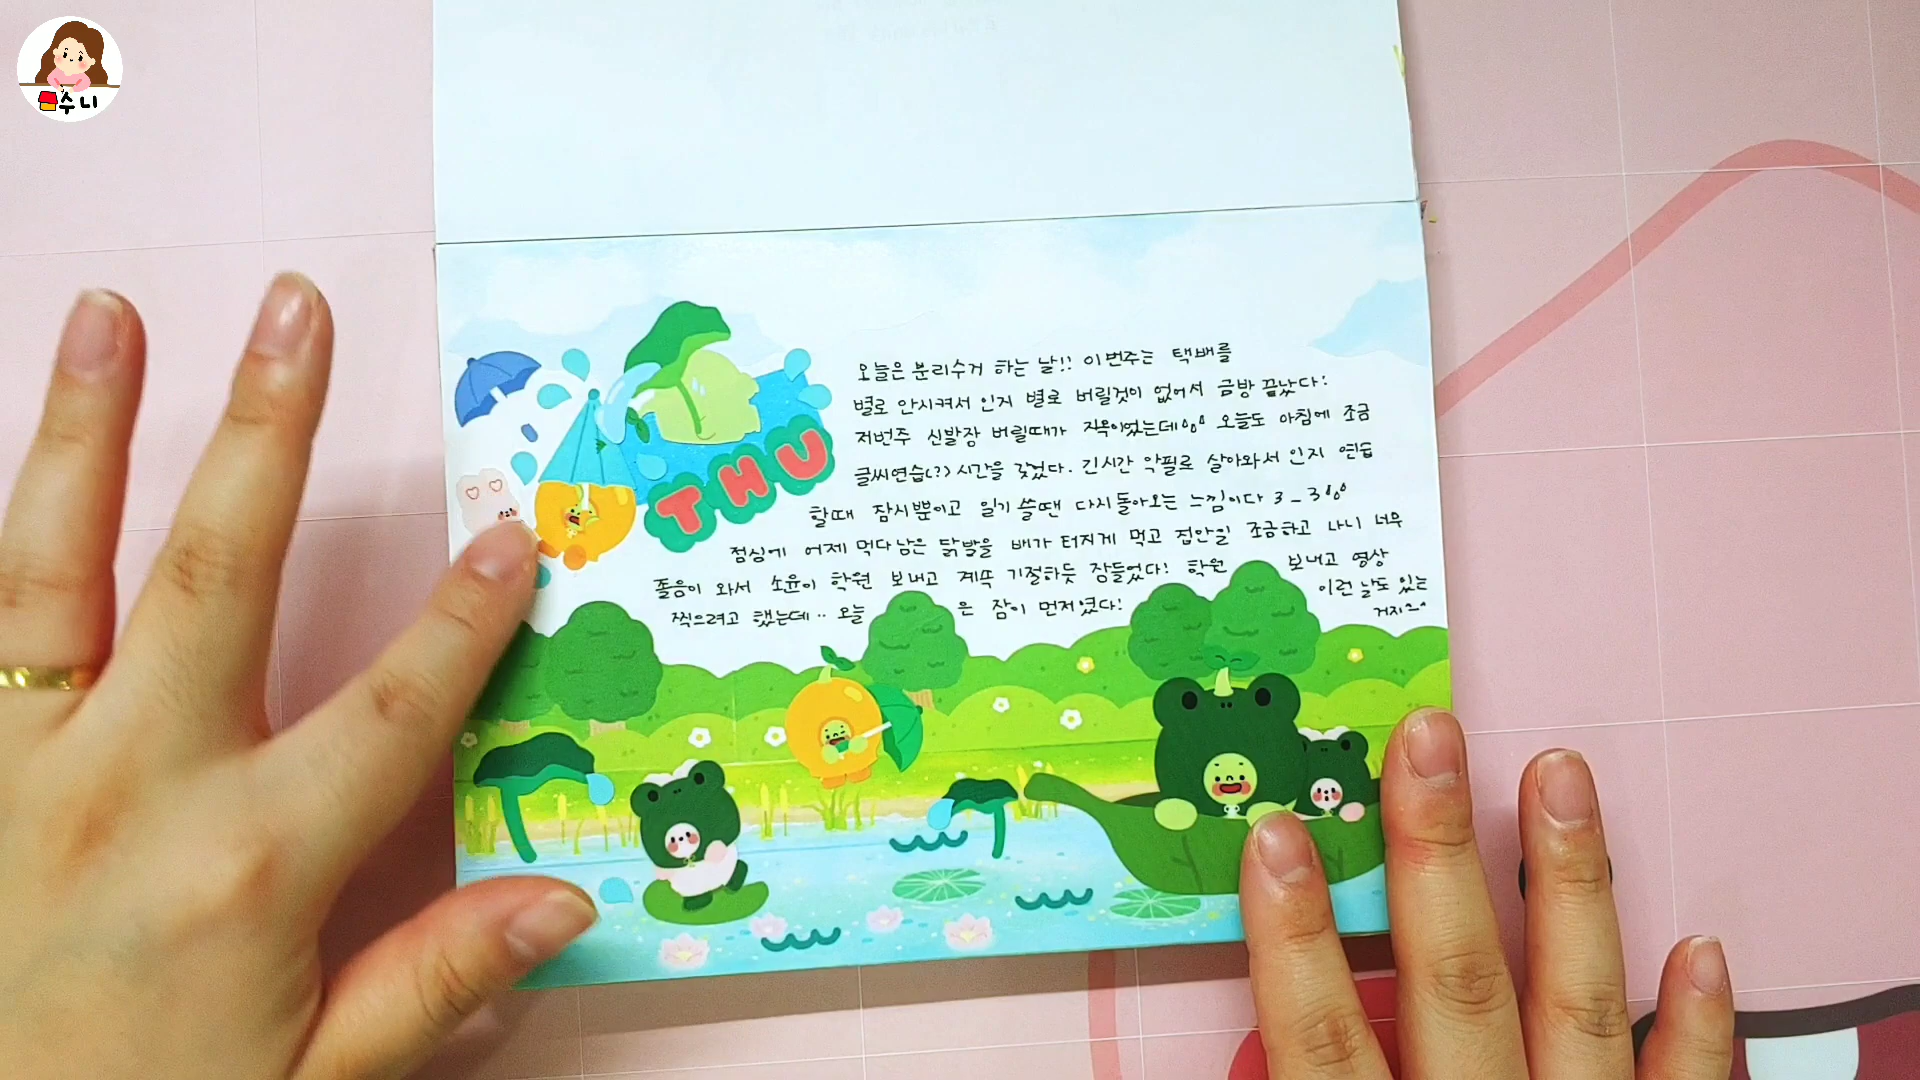 수니
THU
오늘은 분리수거 하는 날!! 이번주는 택배를
별로 안시켜서 인지 별로 버릴것이 없어서 금방 끝났다!
저번주 신발장 버릴때가 지옥이었는데 오늘도 아침에 조금
글씨연습(?) 시간을 갖었다. 긴시간 악필로 살아와서 인지 연습
할때 잠시뿐이고 일기 쓸땐 다시돌아오는 느낌이다 3_3
점심에 어제 먹다남은 닭발을 배가 터지게 먹고 집안일 조금하고 나니 너무
졸음이 와서 소윤이 학원 보내고 계속 기절하듯 잠들었다! 학원 보내고 영상
찍으려고 했는데.. 오늘은 잠이 먼저였다! 이런 날도 있는
거지^^